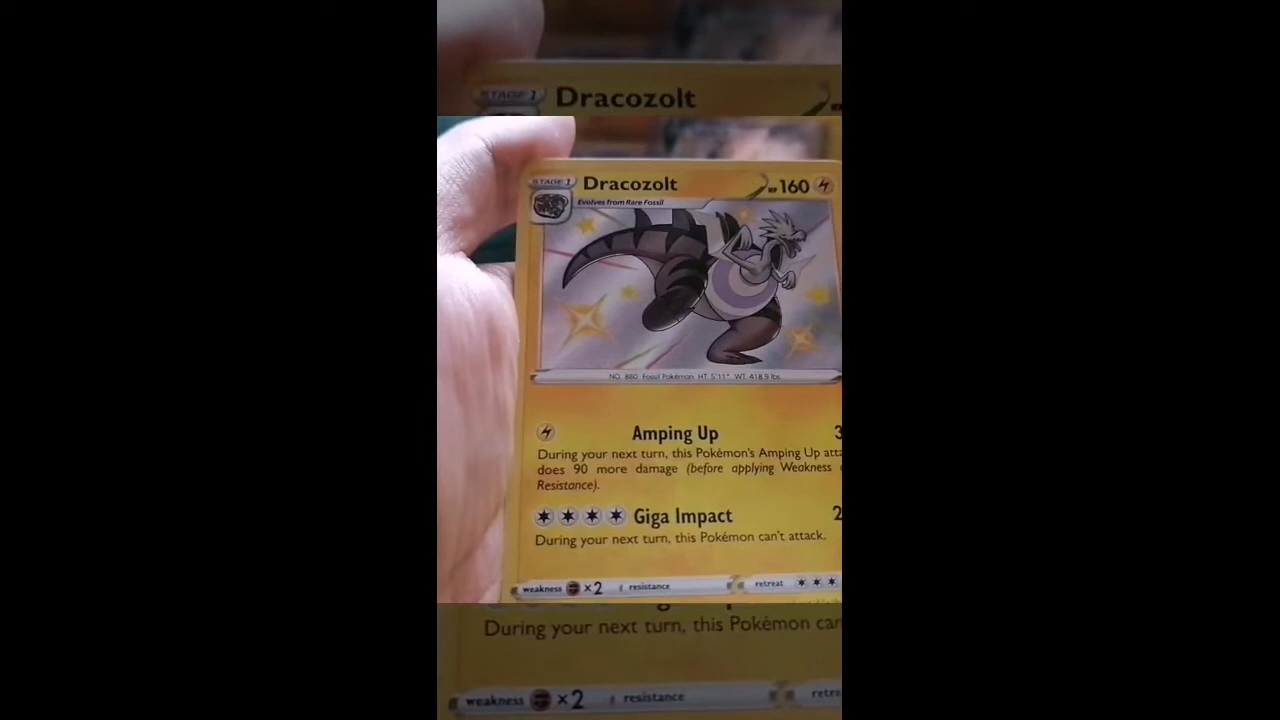 STAGE 1 Dracozolt
STAGE 1 Dracozolt HP 160
Evolves from Rare Fossil
NO. 880 Fossil Pokémon HT: 5'11" WT: 418.9 lbs.
Amping Up 3
During your next turn, this Pokémon's Amping Up
does 90 more damage (before applying Weakness
Resistance).
Giga Impact 2
During your next turn, this Pokémon can't attack.
weakness ×2 resistance retreat
During your next turn, this Pokémon
weakness ×2 resistance